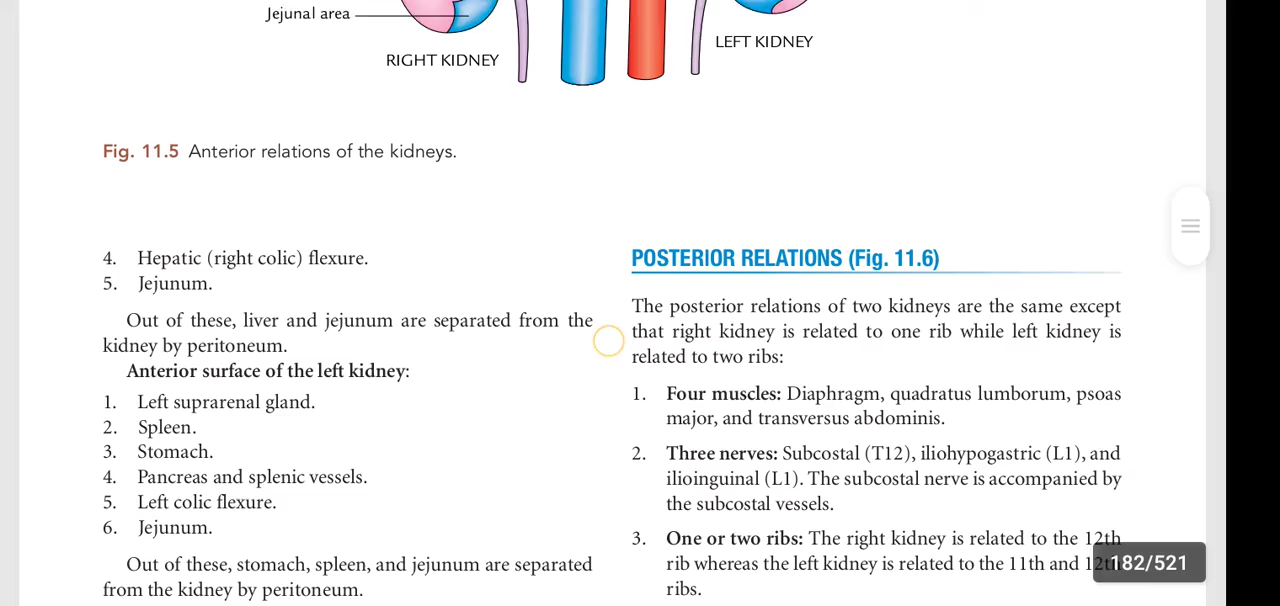 Jejunal area
RIGHT KIDNEY
LEFT KIDNEY
Fig. 11.5 Anterior relations of the kidneys.
4. Hepatic (right colic) flexure.
5. Jejunum.
Out of these, liver and jejunum are separated from the
kidney by peritoneum.
Anterior surface of the left kidney:
1. Left suprarenal gland.
2. Spleen.
3. Stomach.
4. Pancreas and splenic vessels.
5. Left colic flexure.
6. Jejunum.
Out of these, stomach, spleen, and jejunum are separated
from the kidney by peritoneum.
POSTERIOR RELATIONS (Fig. 11.6)
The posterior relations of two kidneys are the same except
that right kidney is related to one rib while left kidney is
related to two ribs:
1. Four muscles: Diaphragm, quadratus lumborum, psoas
major, and transversus abdominis.
2. Three nerves: Subcostal (T12), iliohypogastric (L1), and
ilioinguinal (L1). The subcostal nerve is accompanied by
the subcostal vessels.
3. One or two ribs: The right kidney is related to the 12th
rib whereas the left kidney is related to the 11th and
ribs.
182/521